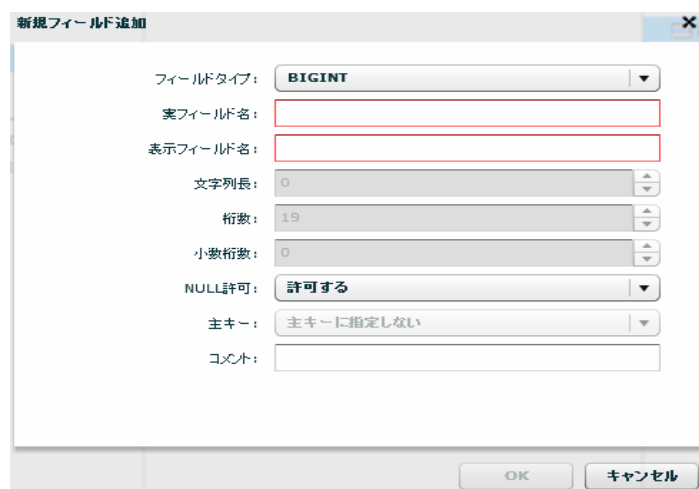 新規フィールド追加
フィールドタイプ: BIGINT
実フィールド名:
表示フィールド名:
文字列長: 0
桁数: 19
小数桁数: 0
NULL許可: 許可する
主キー: 主キーに指定しない
コメント:
OK キャンセル